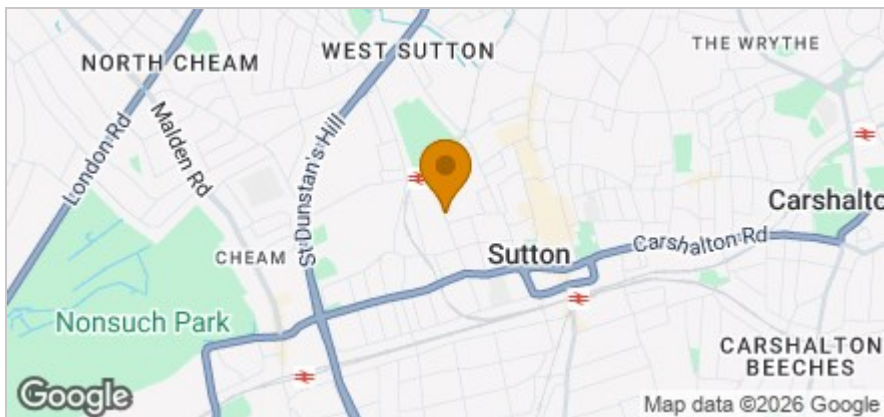 WEST SUTTON
THE WRYTHE
NORTH CHEAM
London Rd
Malden Rd
St Dunstan's Hill
Carshalto
CHEAM
Sutton
Carshalton Rd
Nonsuch Park
CARSHALTON
BEECHES
Google
Map data ©2026 Google